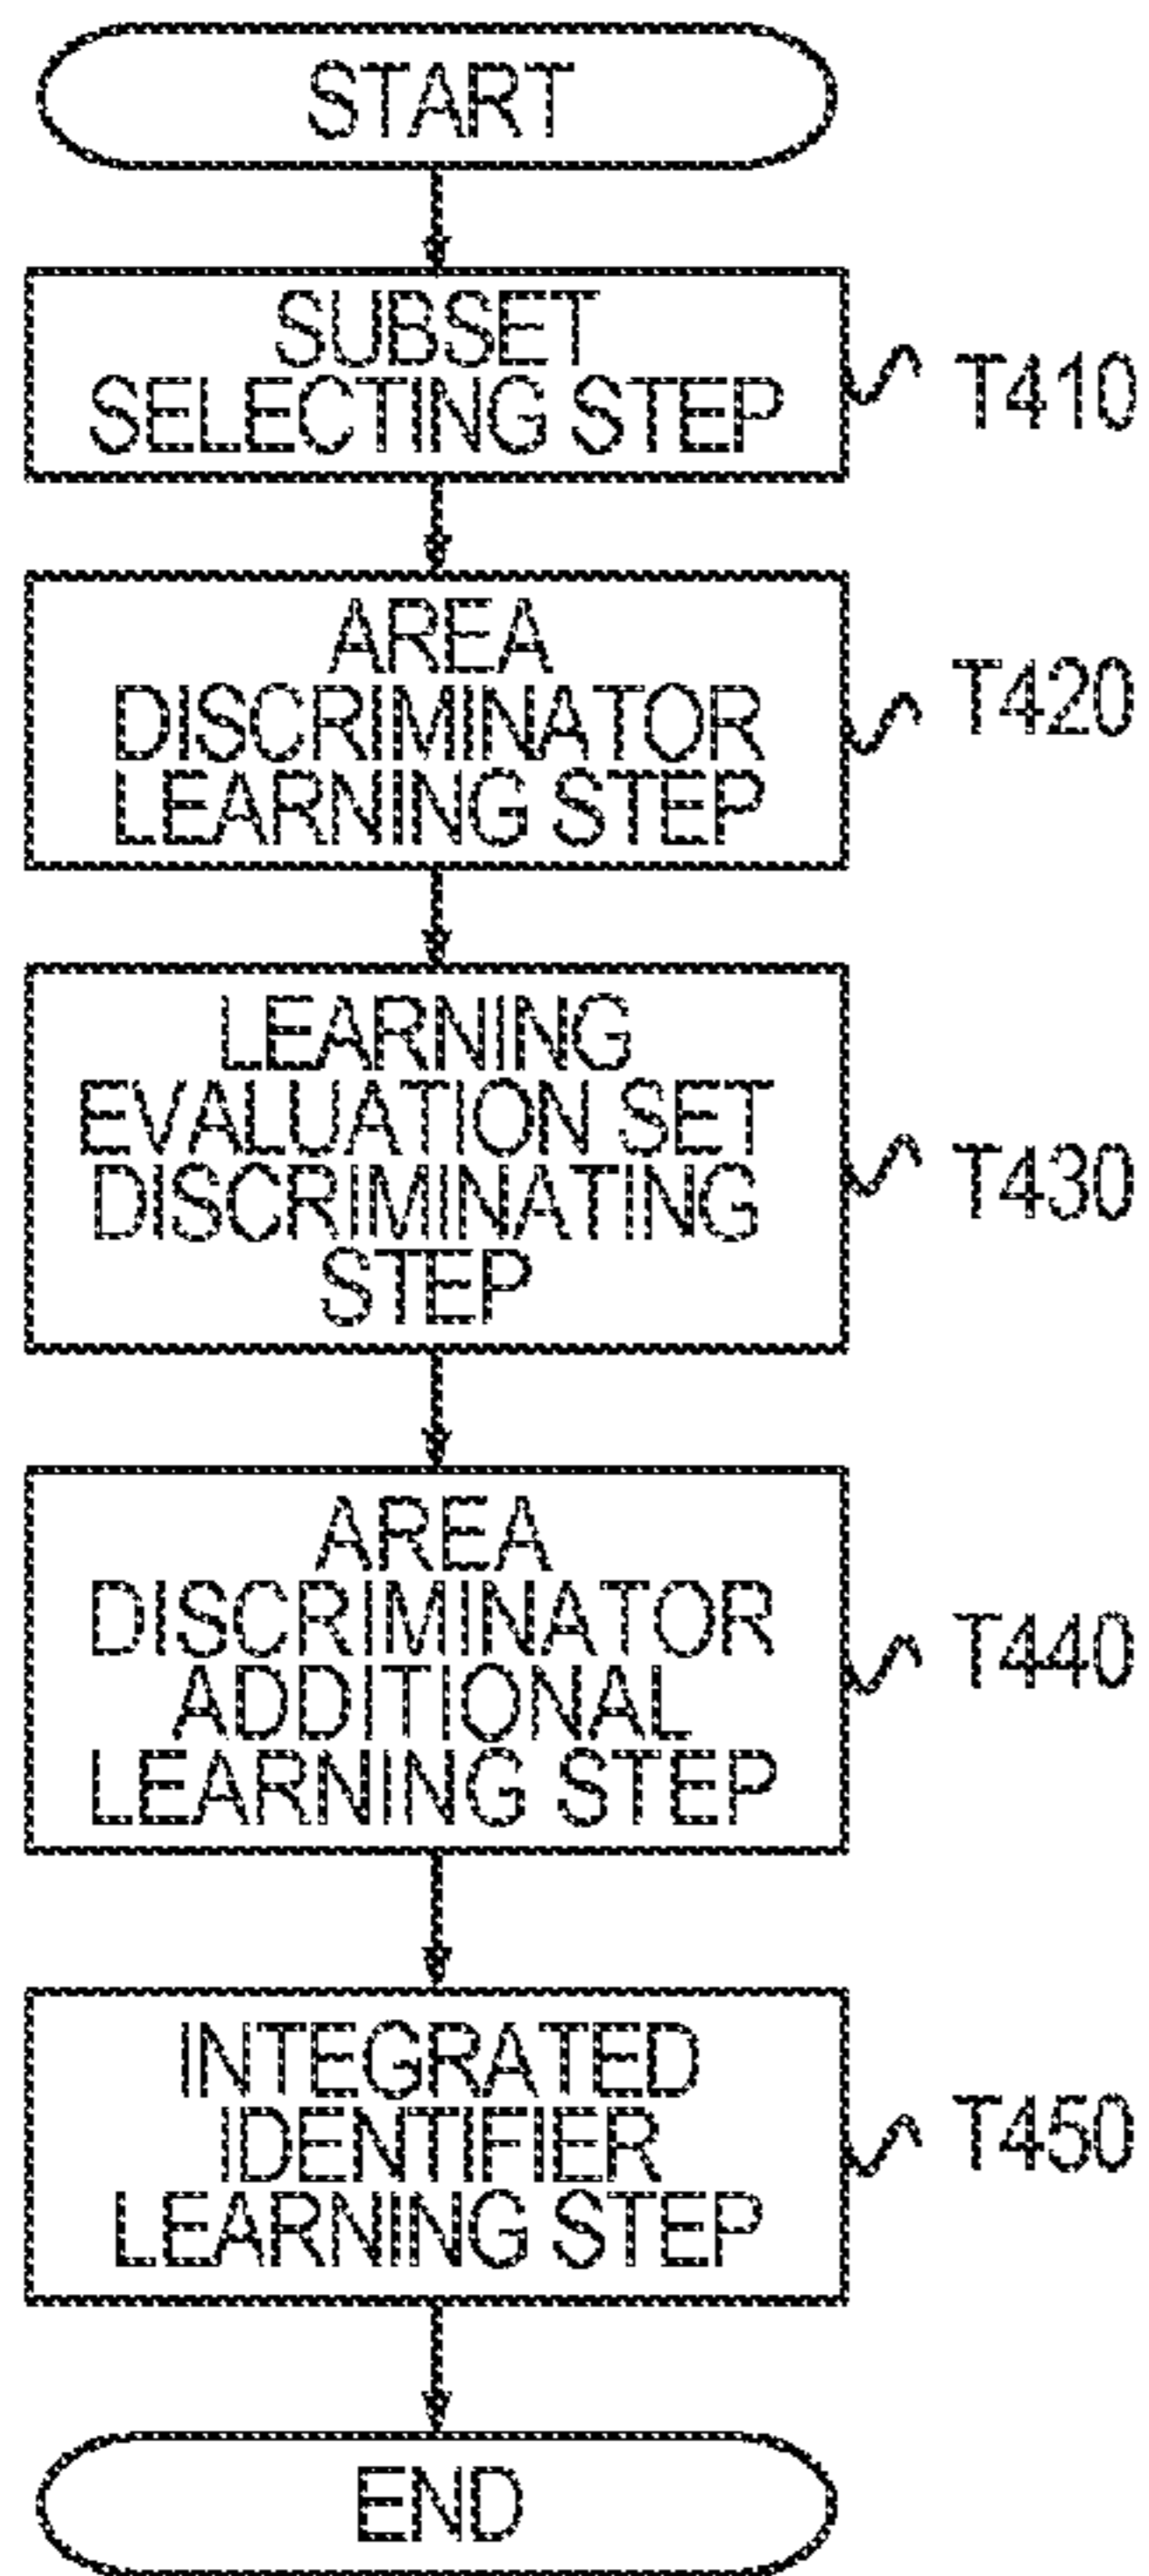 START
SUBSET
SELECTING STEP
T410
AREA
DISCRIMINATOR
LEARNING STEP
T420
LEARNING
EVALUATION SET
DISCRIMINATING
STEP
T430
AREA
DISCRIMINATOR
ADDITIONAL
LEARNING STEP
T440
INTEGRATED
IDENTIFIER
LEARNING STEP
T450
END